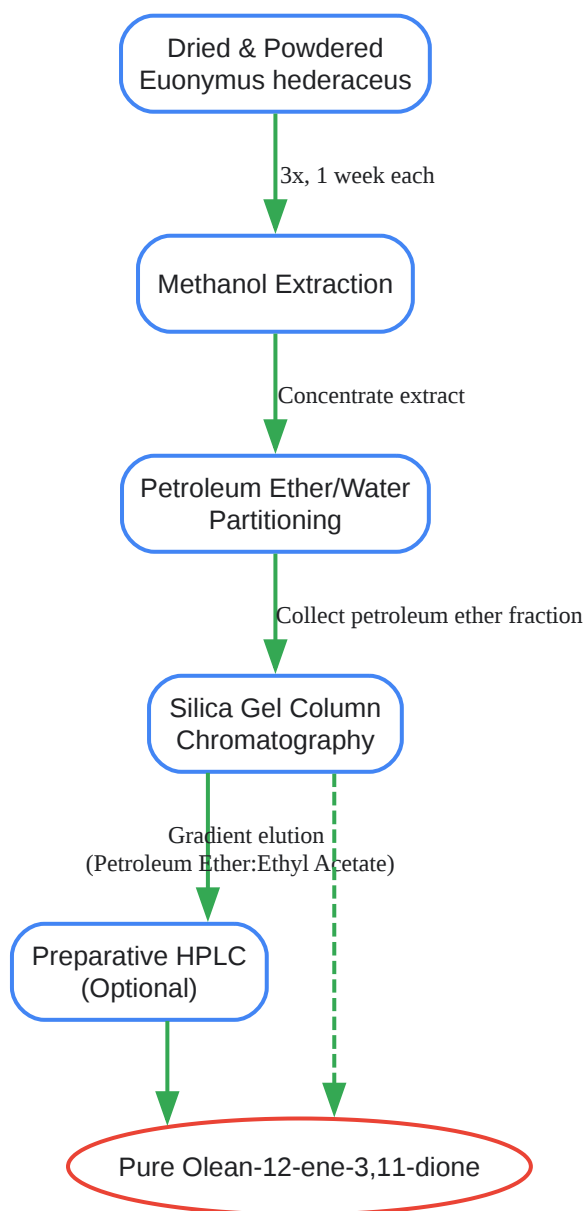 Dried & Powdered
Euonymus hederaceus
3x, 1 week each
Methanol Extraction
Concentrate extract
Petroleum Ether/Water
Partitioning
Collect petroleum ether fraction
Silica Gel Column
Chromatography
Gradient elution
(Petroleum Ether:Ethyl Acetate)
Preparative HPLC
(Optional)
Pure Olean-12-ene-3,11-dione